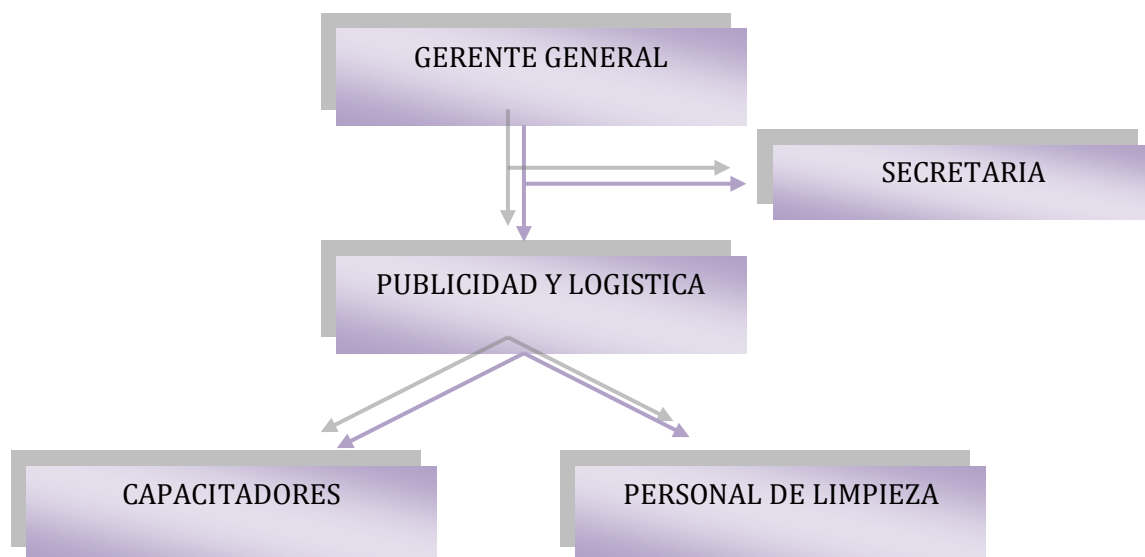 GERENTE GENERAL
SECRETARIA
PUBLICIDAD Y LOGISTICA
CAPACITADORES
PERSONAL DE LIMPIEZA